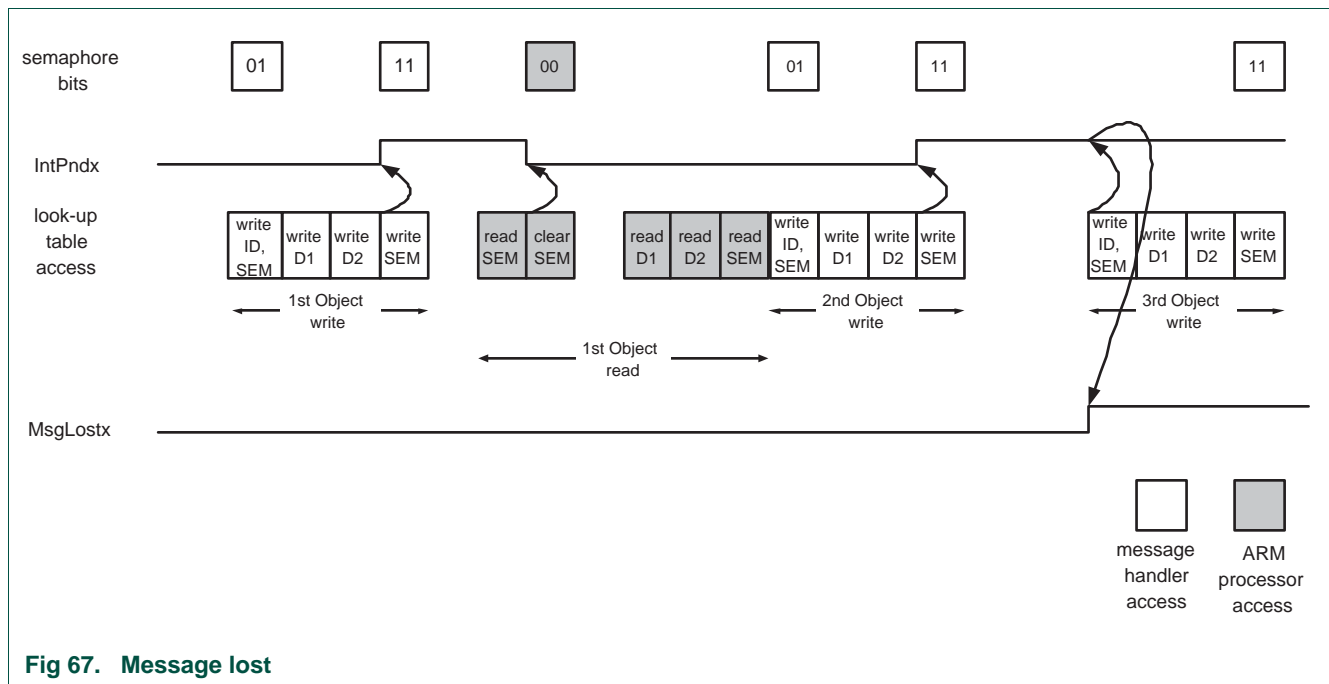 semaphore
bits
01
11
00
01
11
11
IntPndx
look-up
table
access
write
ID,
SEM
write
D1
write
D2
write
SEM
read
SEM
clear
SEM
read
D1
read
D2
read
SEM
write
ID,
SEM
write
D1
write
D2
write
SEM
write
ID,
SEM
write
D1
write
D2
write
SEM
1st Object
write
2nd Object
write
3rd Object
write
1st Object
read
MsgLostx
message
handler
access
ARM
processor
access
Fig 67. Message lost